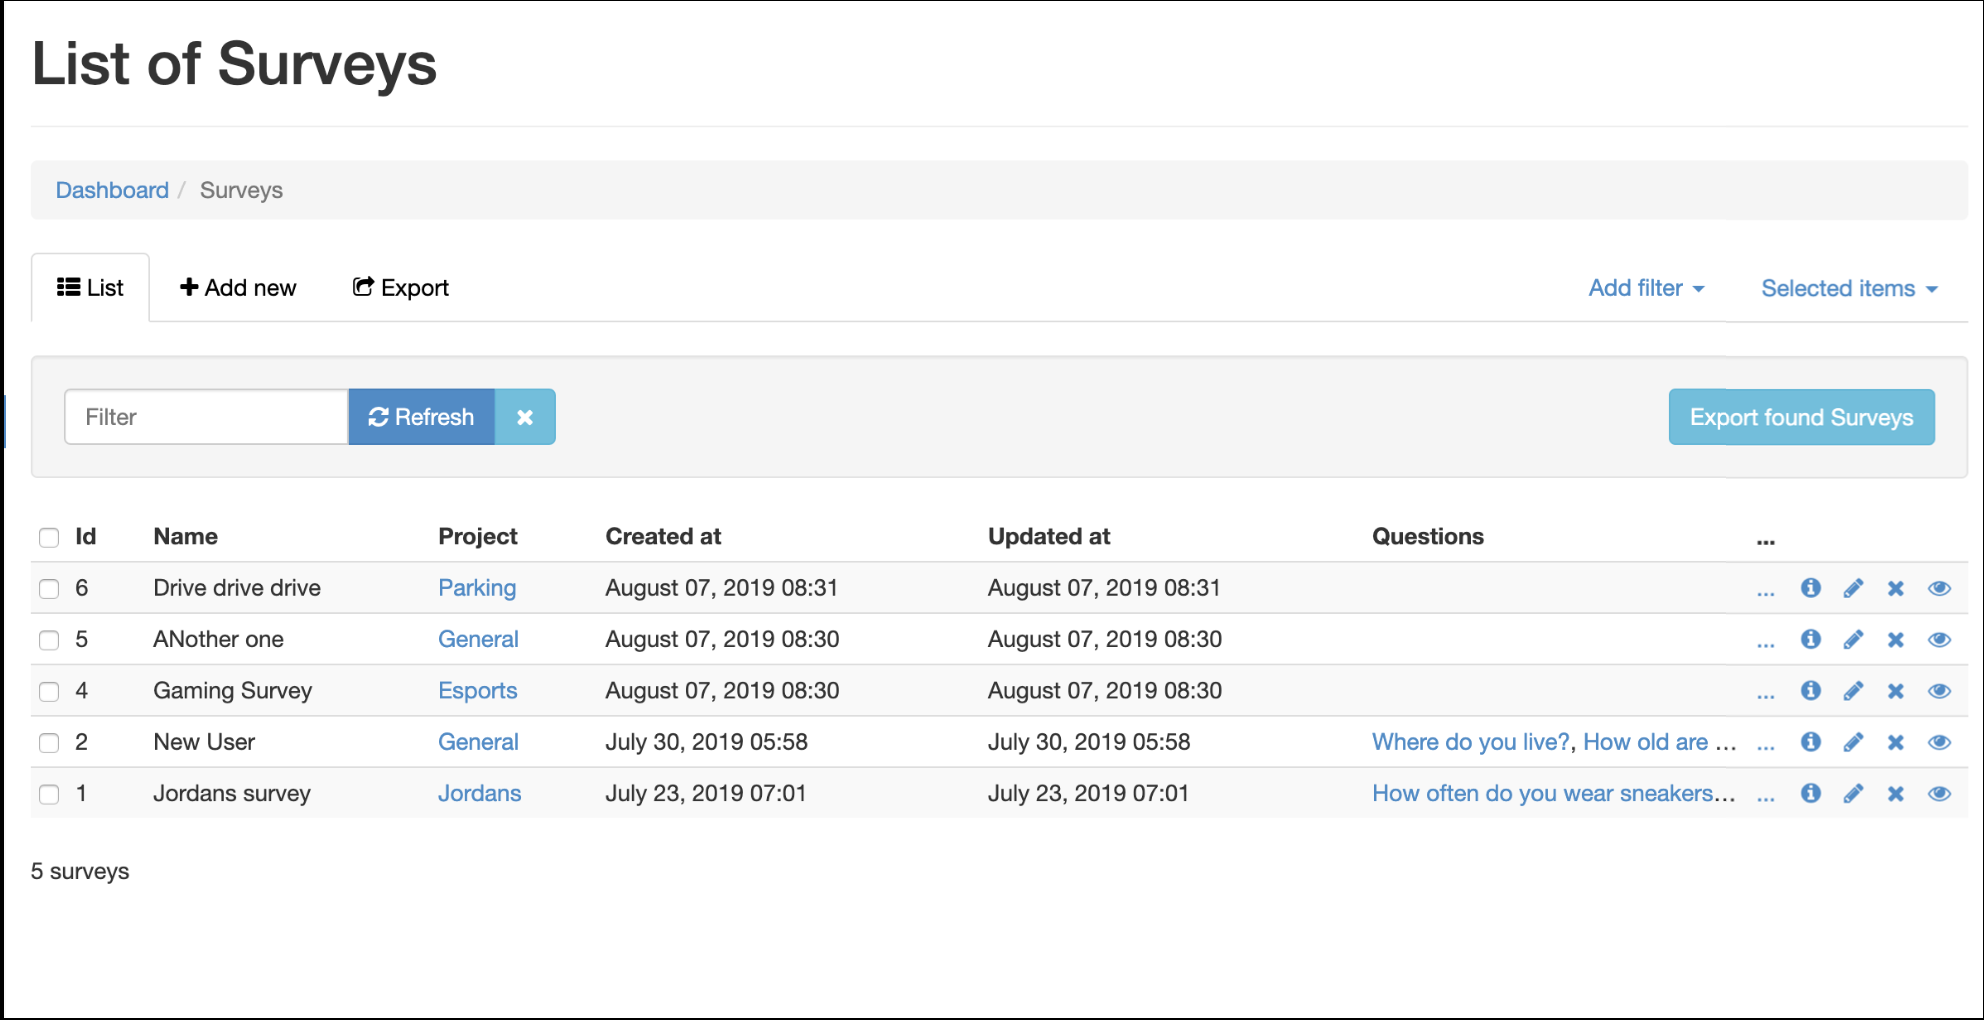 List of Surveys
Dashboard / Surveys
List Add new Export Add filter Selected items
Filter Refresh Export found Surveys
Id Name Project Created at Updated at Questions ...
6 Drive drive drive Parking August 07, 2019 08:31 August 07, 2019 08:31 ...
5 ANother one General August 07, 2019 08:30 August 07, 2019 08:30 ...
4 Gaming Survey Esports August 07, 2019 08:30 August 07, 2019 08:30 ...
2 New User General July 30, 2019 05:58 July 30, 2019 05:58 Where do you live?, How old are ... ...
1 Jordans survey Jordans July 23, 2019 07:01 July 23, 2019 07:01 How often do you wear sneakers... ...
5 surveys